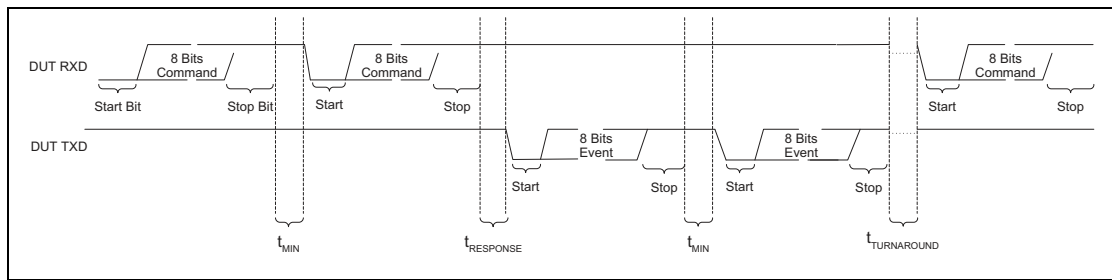 DUT RXD
8 Bits
Command
Start Bit
Stop Bit
8 Bits
Command
Start
Stop
8 Bits
Command
Start
Stop
DUT TXD
8 Bits
Event
Start
Stop
8 Bits
Event
Start
Stop
tMIN
tRESPONSE
tMIN
tTURNAROUND